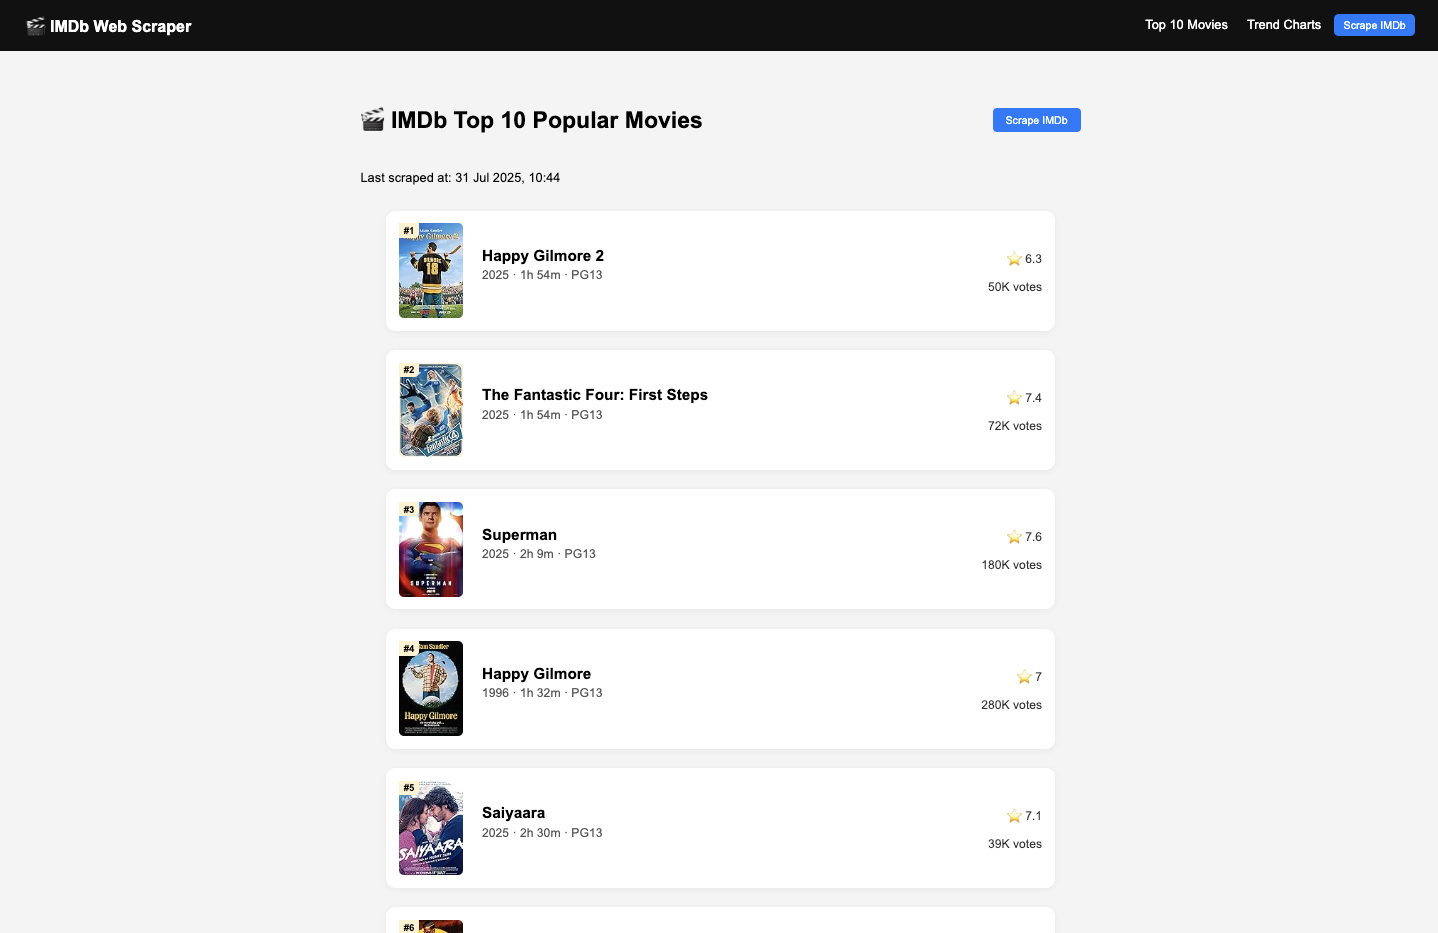 🎬 IMDb Web Scraper
Top 10 Movies
Trend Charts
Scrape IMDb
🎬 IMDb Top 10 Popular Movies
Scrape IMDb
Last scraped at: 31 Jul 2025, 10:44
#1
Happy Gilmore 2
2025 · 1h 54m · PG13
⭐ 6.3
50K votes
#2
The Fantastic Four: First Steps
2025 · 1h 54m · PG13
⭐ 7.4
72K votes
#3
SUPERMAN
Superman
2025 · 2h 9m · PG13
⭐ 7.6
180K votes
#4
Happy Gilmore
Happy Gilmore
1996 · 1h 32m · PG13
⭐ 7
280K votes
#5
SAIYAARA
Saiyaara
2025 · 2h 30m · PG13
⭐ 7.1
39K votes
#6